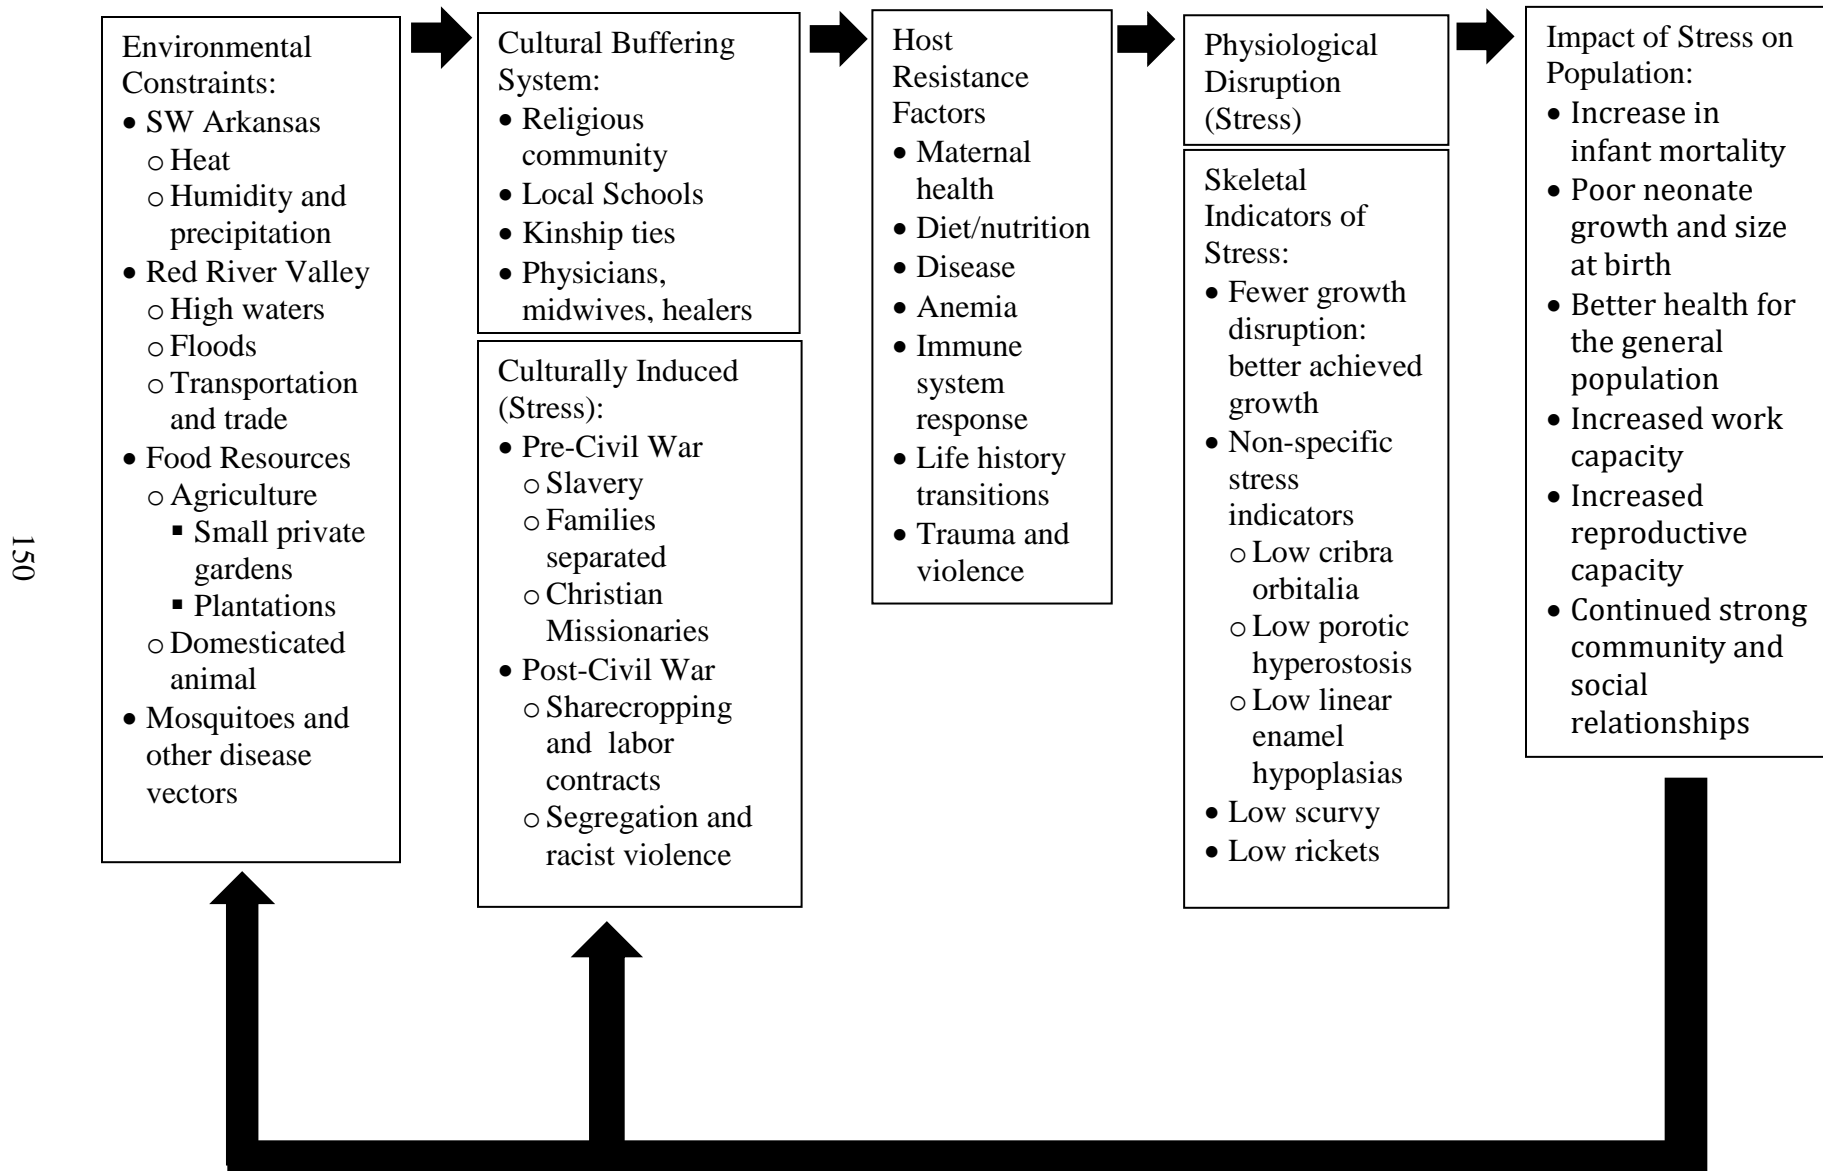 Environmental
Constraints:
• SW Arkansas
o Heat
o Humidity and
precipitation
• Red River Valley
o High waters
o Floods
o Transportation
and trade
• Food Resources
o Agriculture
▪ Small private
gardens
▪ Plantations
o Domesticated
animal
• Mosquitoes and
other disease
vectors
Cultural Buffering
System:
• Religious
community
• Local Schools
• Kinship ties
• Physicians,
midwives, healers
Culturally Induced
(Stress):
• Pre-Civil War
o Slavery
o Families
separated
o Christian
Missionaries
• Post-Civil War
o Sharecropping
and labor
contracts
o Segregation and
racist violence
Host
Resistance
Factors
• Maternal
health
• Diet/nutrition
• Disease
• Anemia
• Immune
system
response
• Life history
transitions
• Trauma and
violence
Physiological
Disruption
(Stress)
Skeletal
Indicators of
Stress:
• Fewer growth
disruption:
better achieved
growth
• Non-specific
stress
indicators
o Low cribra
orbitalia
o Low porotic
hyperostosis
o Low linear
enamel
hypoplasias
• Low scurvy
• Low rickets
Impact of Stress on
Population:
• Increase in
infant mortality
• Poor neonate
growth and size
at birth
• Better health for
the general
population
• Increased work
capacity
• Increased
reproductive
capacity
• Continued strong
community and
social
relationships
150